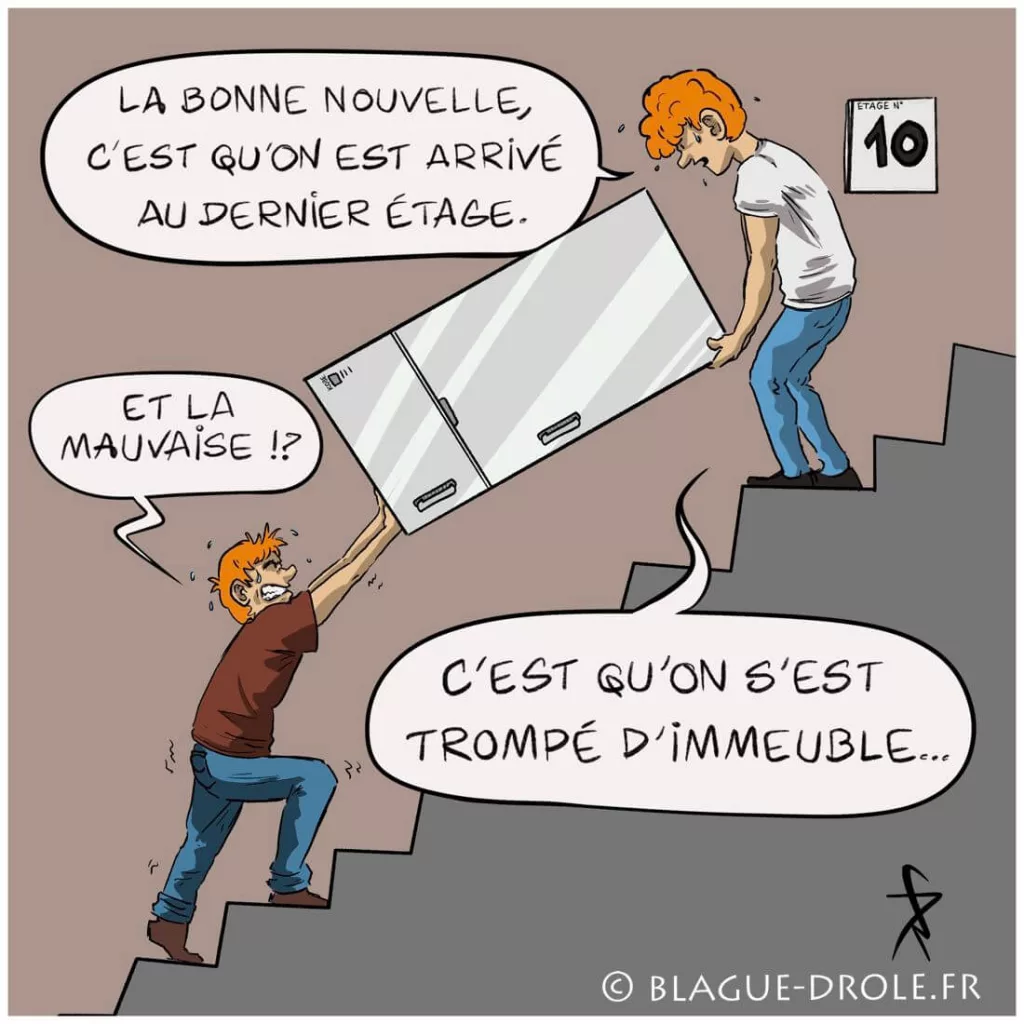 LA BONNE NOUVELLE,
C'EST QU'ON EST ARRIVÉ
AU DERNIER ÉTAGE.
ETAGE N°
10
ET LA
MAUVAISE !?
C'EST QU'ON S'EST
TROMPÉ D'IMMEUBLE...
© BLAGUE-DROLE.FR